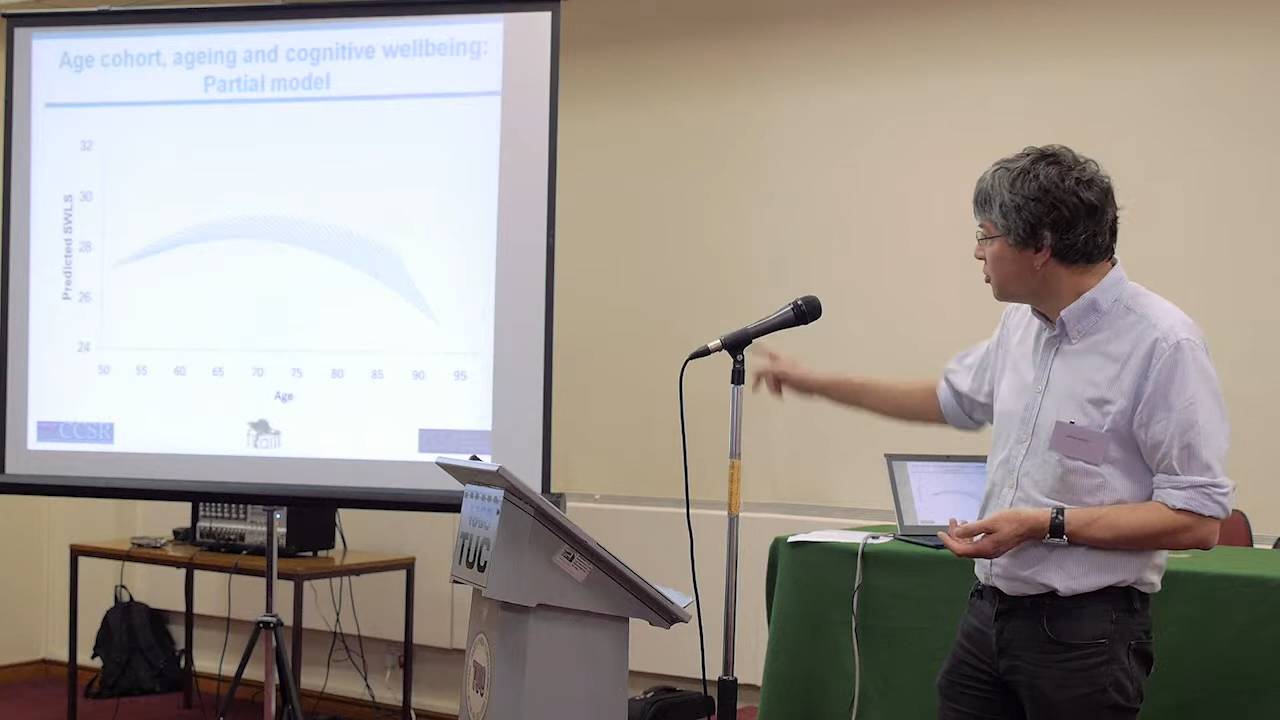 Age cohort, ageing and cognitive wellbeing:
Partial model
32
30
28
26
24
Predicted SWLS
50 55 60 65 70 75 80 85 90 95
Age
CCSR
fRaill
TUC
TUC